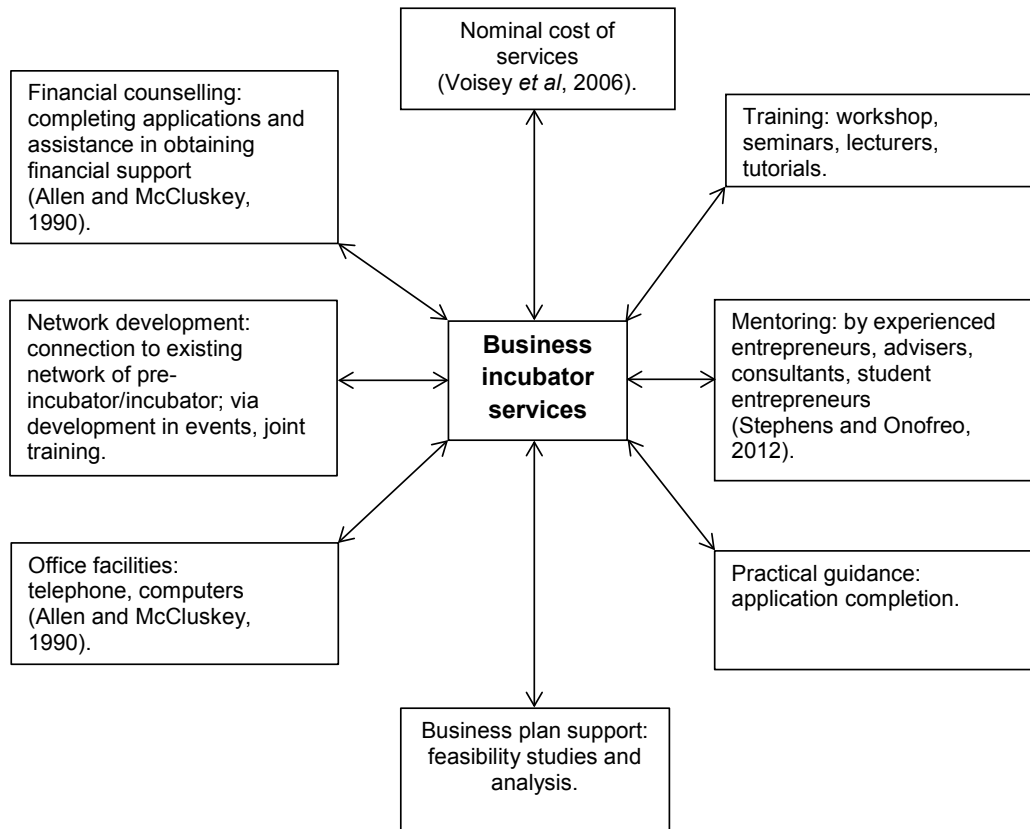 Nominal cost of
services
(Voisey et al, 2006).
Financial counselling:
completing applications and
assistance in obtaining
financial support
(Allen and McCluskey,
1990).
Training: workshop,
seminars, lecturers,
tutorials.
Network development:
connection to existing
network of pre-
incubator/incubator; via
development in events, joint
training.
Business
incubator
services
Mentoring: by experienced
entrepreneurs, advisers,
consultants, student
entrepreneurs
(Stephens and Onofreo,
2012).
Office facilities:
telephone, computers
(Allen and McCluskey,
1990).
Practical guidance:
application completion.
Business plan support:
feasibility studies and
analysis.